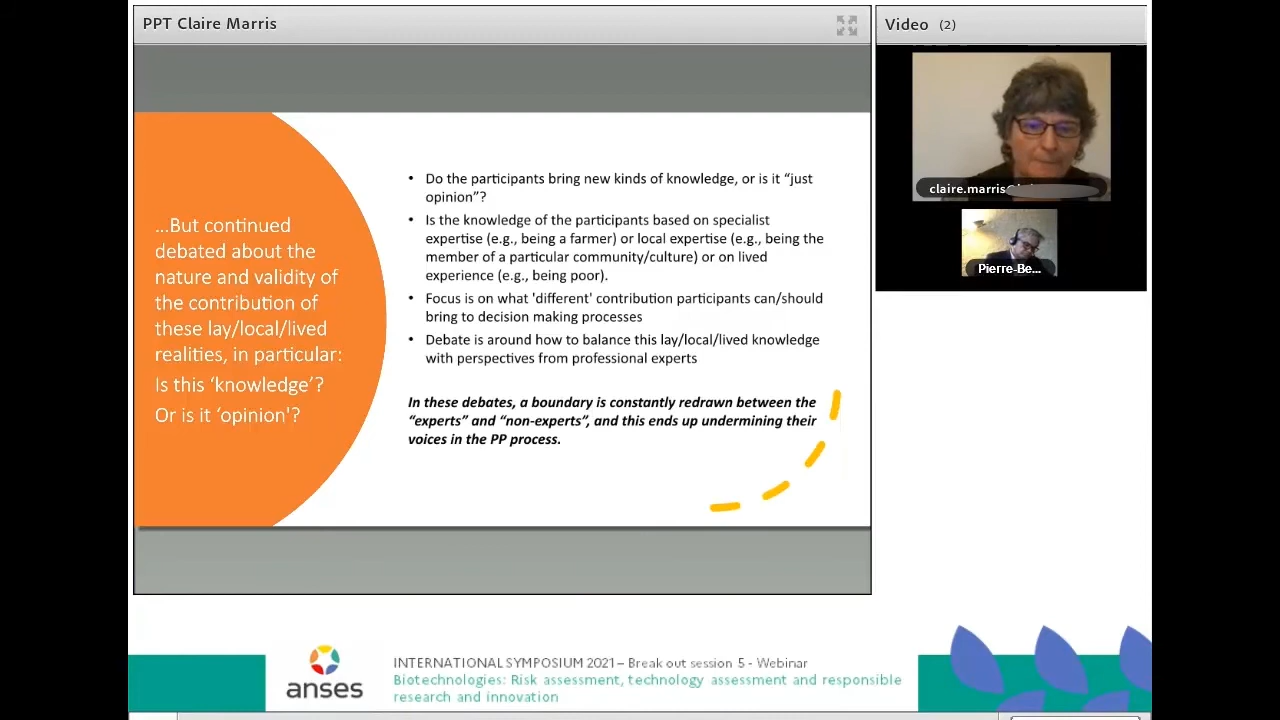 PPT Claire Marris
Video (2)
claire.marris
Pierre-Be...
…But continued
debated about the
nature and validity of
the contribution of
these lay/local/lived
realities, in particular:
Is this ‘knowledge’?
Or is it ‘opinion'?
• Do the participants bring new kinds of knowledge, or is it “just
opinion”?
• Is the knowledge of the participants based on specialist
expertise (e.g., being a farmer) or local expertise (e.g., being the
member of a particular community/culture) or on lived
experience (e.g., being poor).
• Focus is on what 'different' contribution participants can/should
bring to decision making processes
• Debate is around how to balance this lay/local/lived knowledge
with perspectives from professional experts
In these debates, a boundary is constantly redrawn between the
“experts” and “non-experts”, and this ends up undermining their
voices in the PP process.
anses
INTERNATIONAL SYMPOSIUM 2021 – Break out session 5 - Webinar
Biotechnologies: Risk assessment, technology assessment and responsible
research and innovation